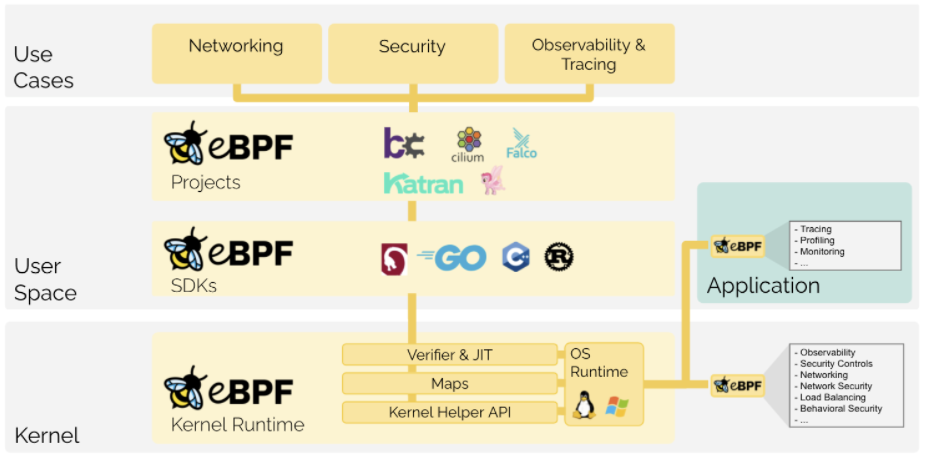 Use
Cases
Networking
Security
Observability &
Tracing
eBPF
Projects
bcc
cilium
Falco
Katran
User
Space
eBPF
SDKs
GO
C++
R
eBPF
- Tracing
- Profiling
- Monitoring
- ...
Application
Kernel
eBPF
Kernel Runtime
Verifier & JIT
Maps
Kernel Helper API
OS
Runtime
eBPF
- Observability
- Security Controls
- Networking
- Network Security
- Load Balancing
- Behavioral Security
- ...